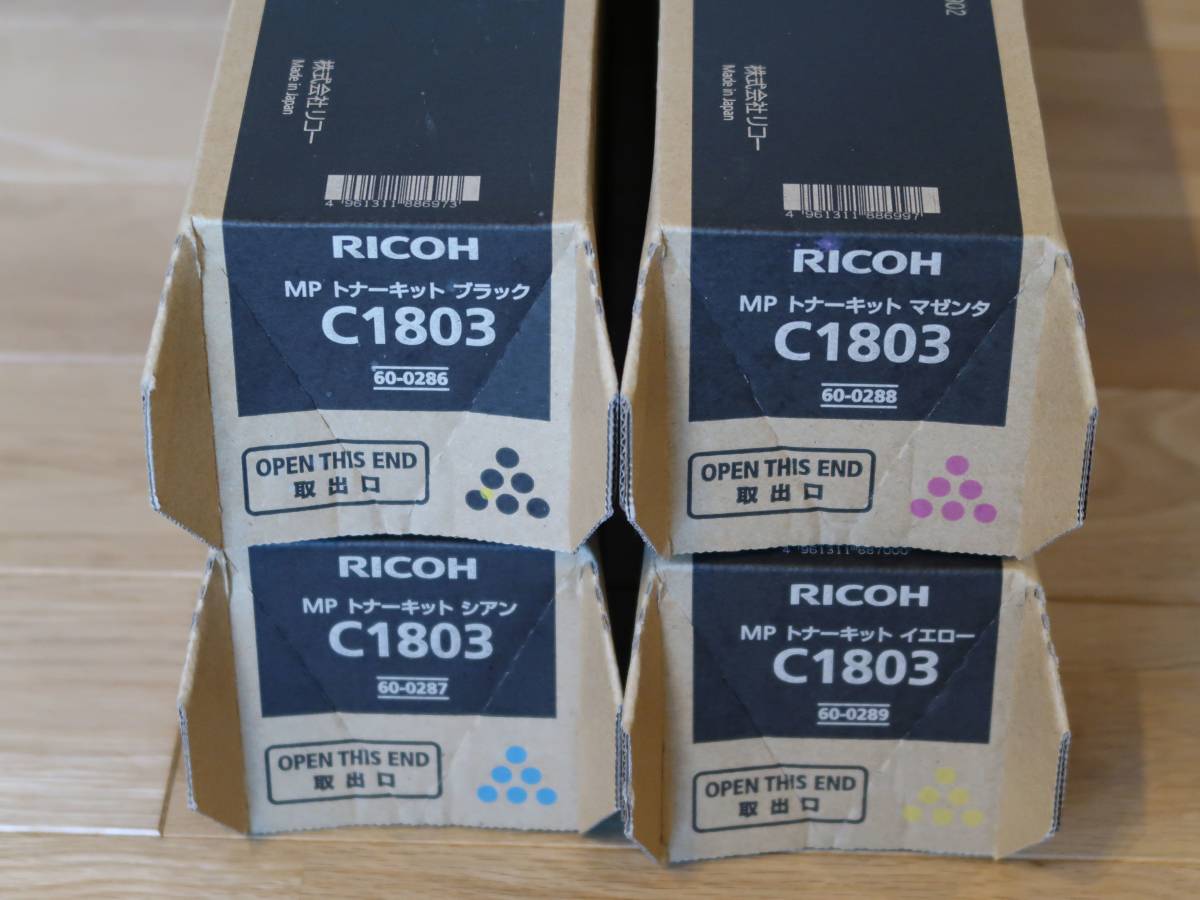 株式会社リコー
Made in Japan
4 961311 886973
RICOH
MP トナーキット ブラック
C1803
60-0286
OPEN THIS END
取出口
002
株式会社リコー
Made in Japan
4 961311 886997
RICOH
MP トナーキット マゼンタ
C1803
60-0288
OPEN THIS END
取出口
RICOH
MP トナーキット シアン
C1803
60-0287
OPEN THIS END
取出口
4 961311 887000
RICOH
MP トナーキット イエロー
C1803
60-0289
OPEN THIS END
取出口